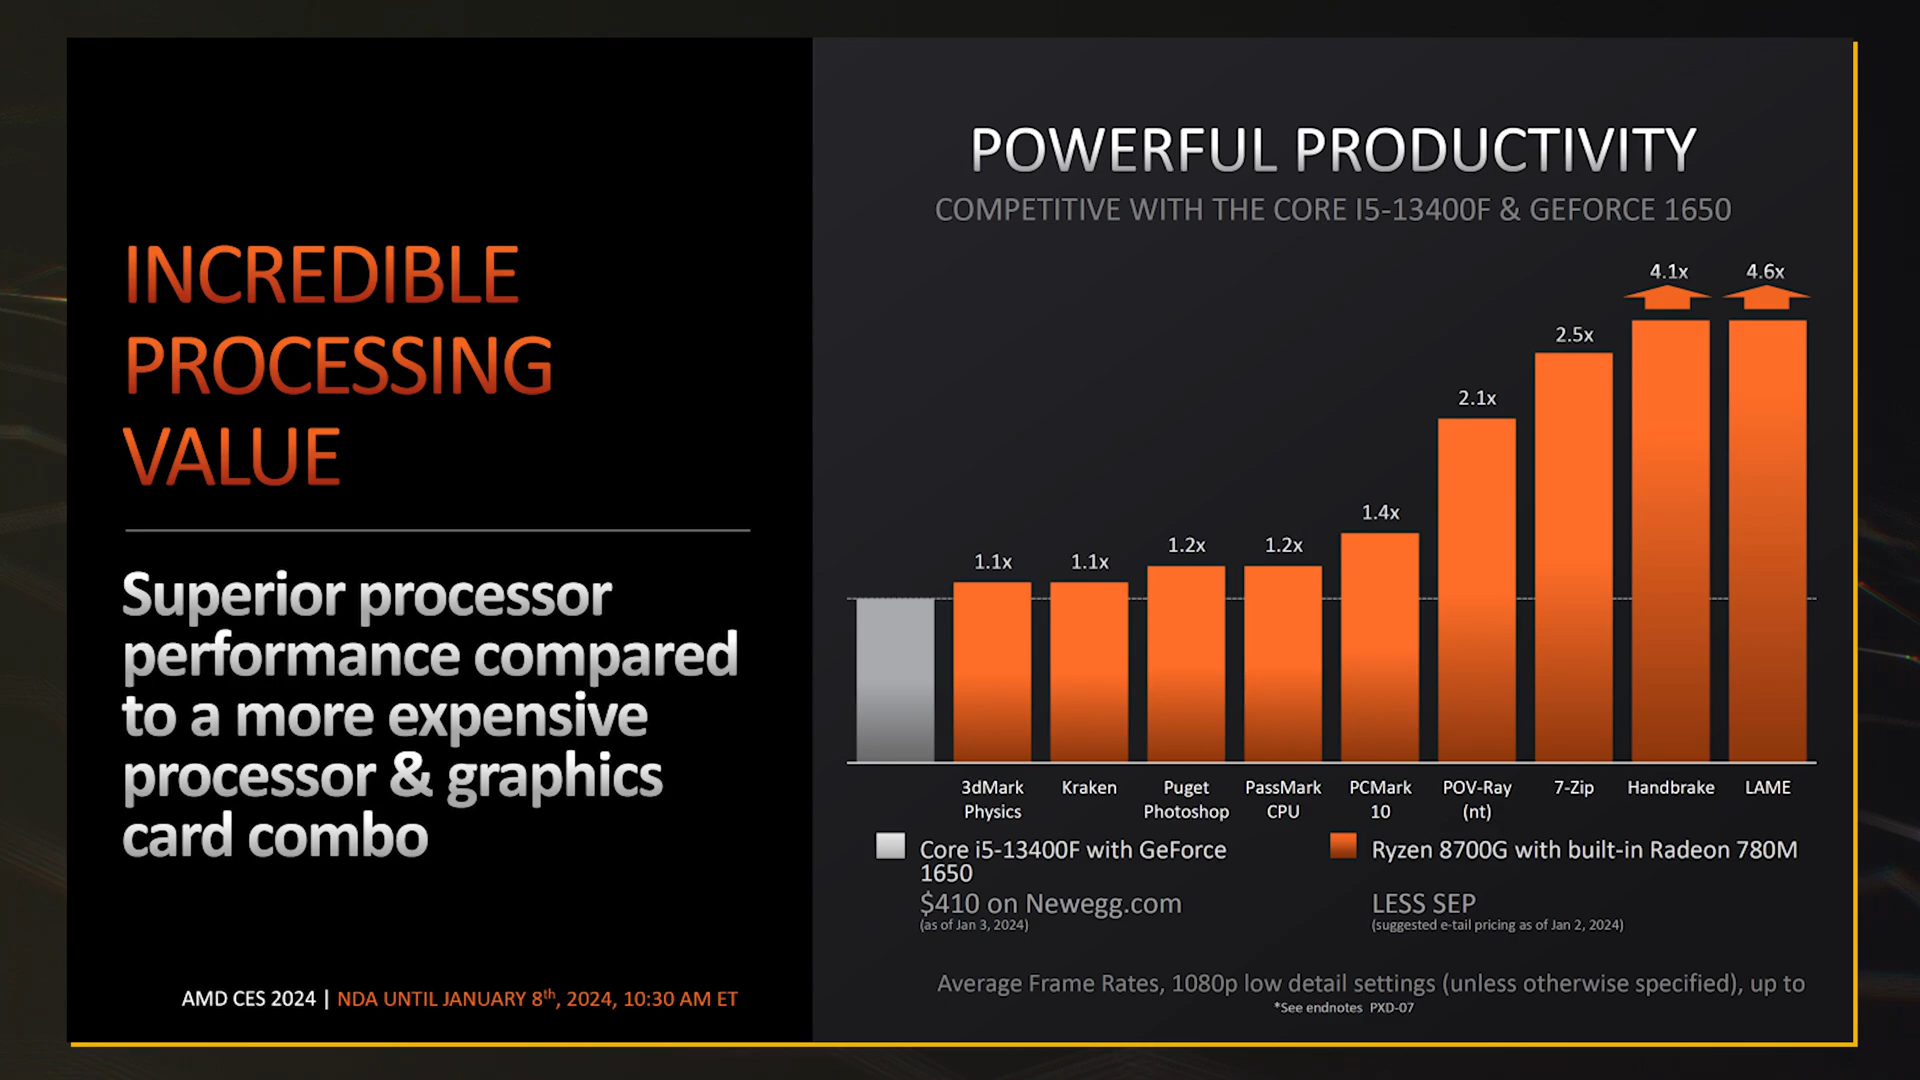 INCREDIBLE
PROCESSING
VALUE
Superior processor
performance compared
to a more expensive
processor & graphics
card combo
AMD CES 2024 | NDA UNTIL JANUARY 8th, 2024, 10:30 AM ET
POWERFUL PRODUCTIVITY
COMPETITIVE WITH THE CORE I5-13400F & GEFORCE 1650
1.1x
1.1x
1.2x
1.2x
1.4x
2.1x
2.5x
4.1x
4.6x
3dMark
Physics
Kraken
Puget
Photoshop
PassMark
CPU
PCMark
10
POV-Ray
(nt)
7-Zip
Handbrake
LAME
Core i5-13400F with GeForce
1650
$410 on Newegg.com
(as of Jan 3, 2024)
Ryzen 8700G with built-in Radeon 780M
LESS SEP
(suggested e-tail pricing as of Jan 2, 2024)
Average Frame Rates, 1080p low detail settings (unless otherwise specified), up to
*See endnotes PXD-07